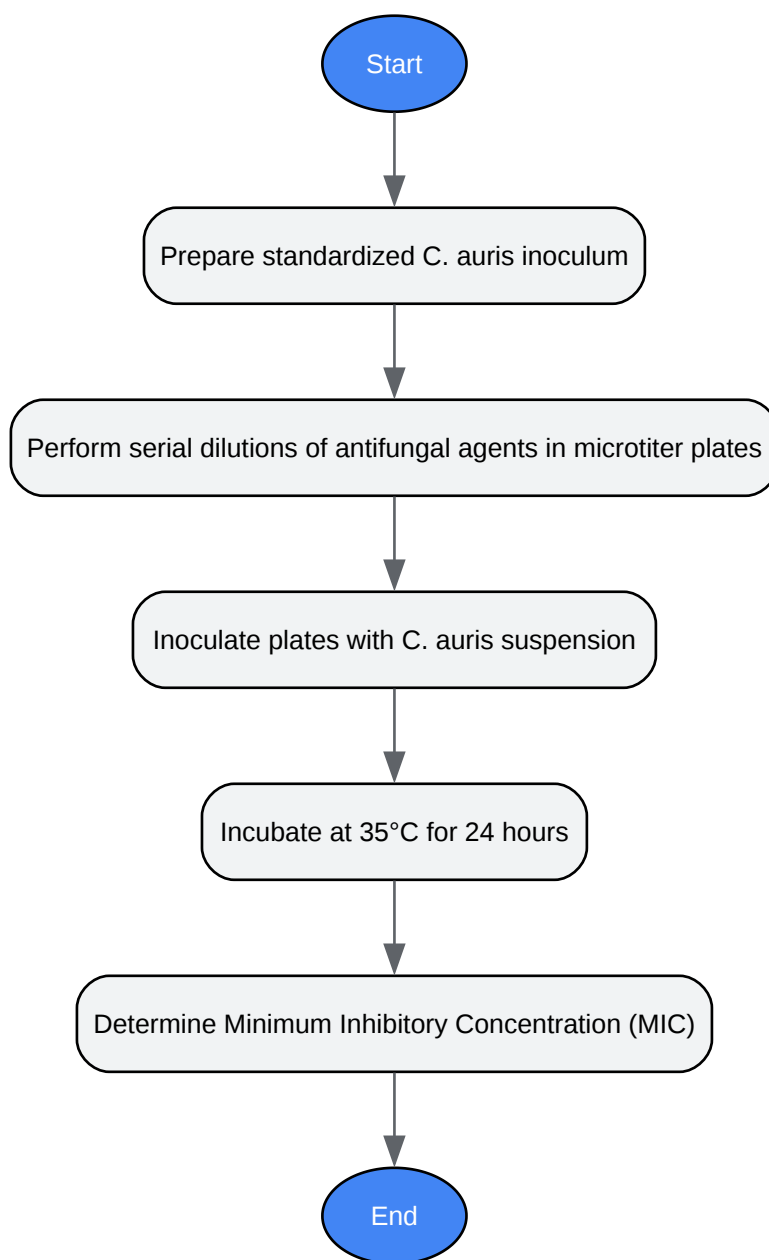 Start
Prepare standardized C. auris inoculum
Perform serial dilutions of antifungal agents in microtiter plates
Inoculate plates with C. auris suspension
Incubate at 35°C for 24 hours
Determine Minimum Inhibitory Concentration (MIC)
End